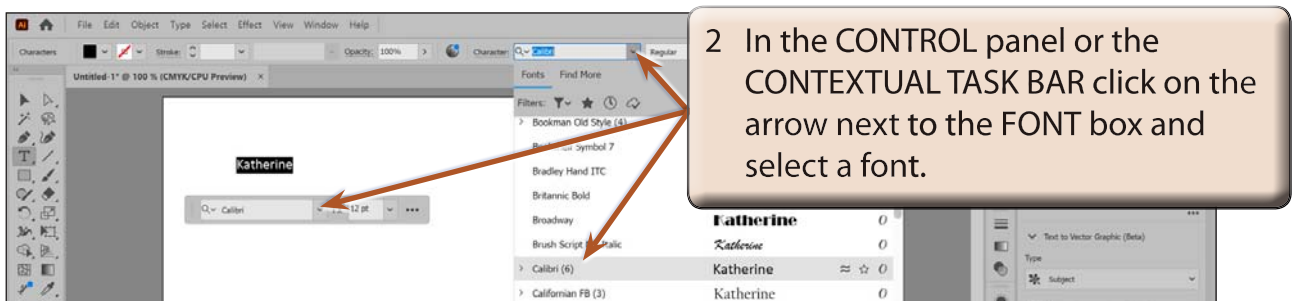 Ai File Edit Object Type Select Effect View Window Help
Characters Stroke: Opacity: 100% Character: Calibri Regular
Untitled-1* @ 100 % (CMYK/CPU Preview) ×
Fonts Find More
Filters:
Bookman Old Style (4)
Symbol 7
Bradley Hand ITC
Britannic Bold
Broadway Katherine
Brush Script Italic Katherine
Calibri (6) Katherine
Californian FB (3) Katherine
Katherine
Calibri 12 pt
2 In the CONTROL panel or the
CONTEXTUAL TASK BAR click on the
arrow next to the FONT box and
select a font.
Text to Vector Graphic (Beta)
Type
Subject